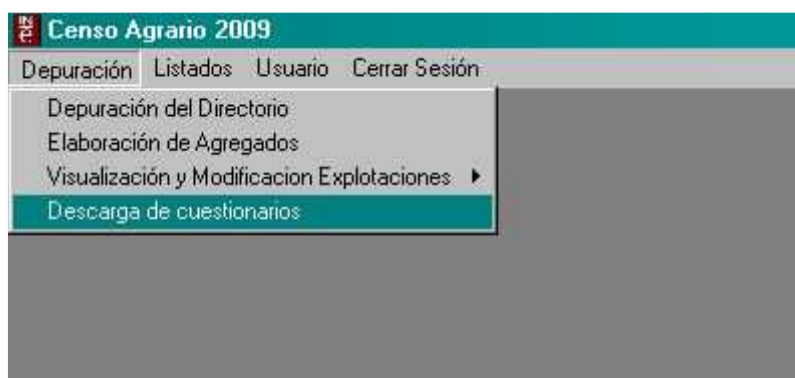 INE. Censo Agrario 2009
Depuración Listados Usuario Cerrar Sesión
Depuración del Directorio
Elaboración de Agregados
Visualización y Modificacion Explotaciones
Descarga de cuestionarios